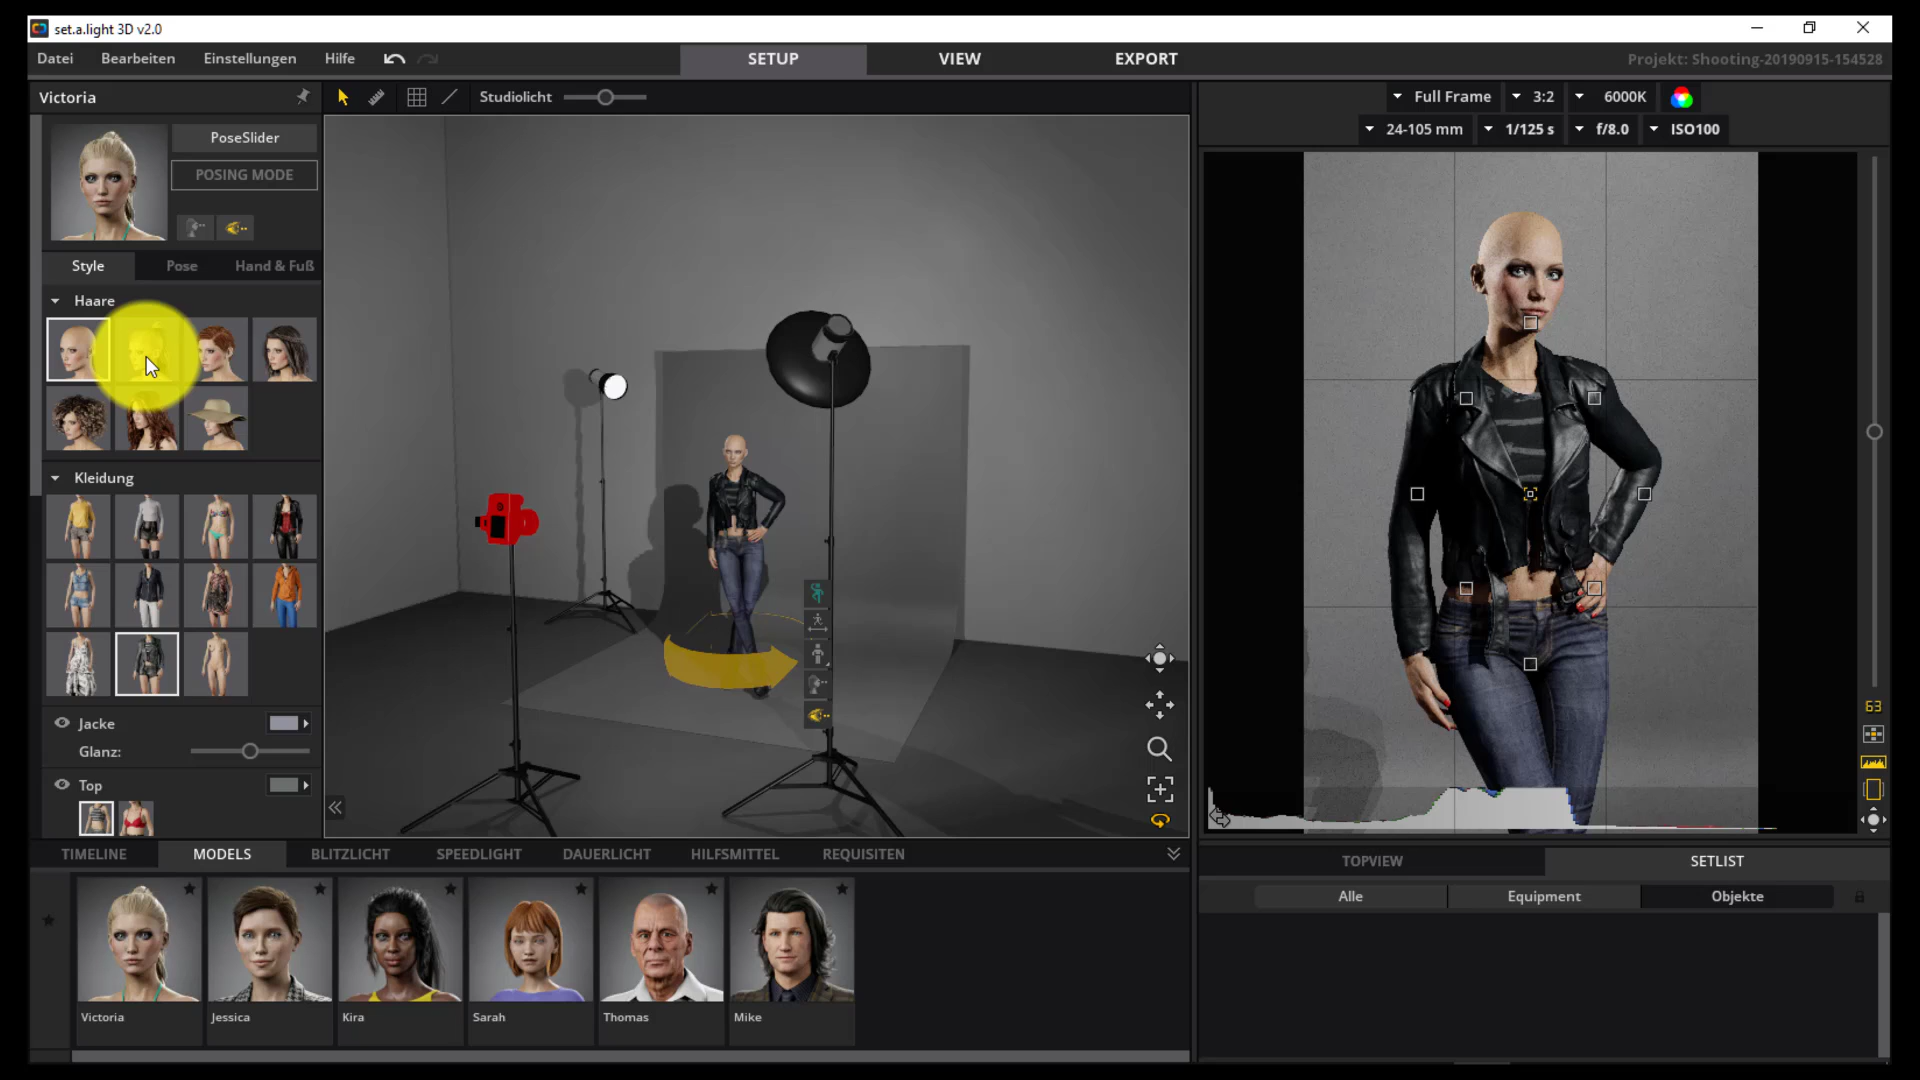 set.a.light 3D v2.0
Datei Bearbeiten Einstellungen Hilfe SETUP VIEW EXPORT Projekt: Shooting-20190915-154528
Victoria
Studiolicht
Full Frame 3:2 6000K
24-105 mm 1/125 s f/8.0 ISO100
PoseSlider
POSING MODE
Style Pose Hand & Fuß
Haare
Kleidung
Jacke
Glanz:
Top
63
TIMELINE MODELS BLITZLICHT SPEEDLIGHT DAUERLICHT HILFSMITTEL REQUISITEN
TOPVIEW SETLIST
Alle Equipment Objekte
Victoria Jessica Kira Sarah Thomas Mike